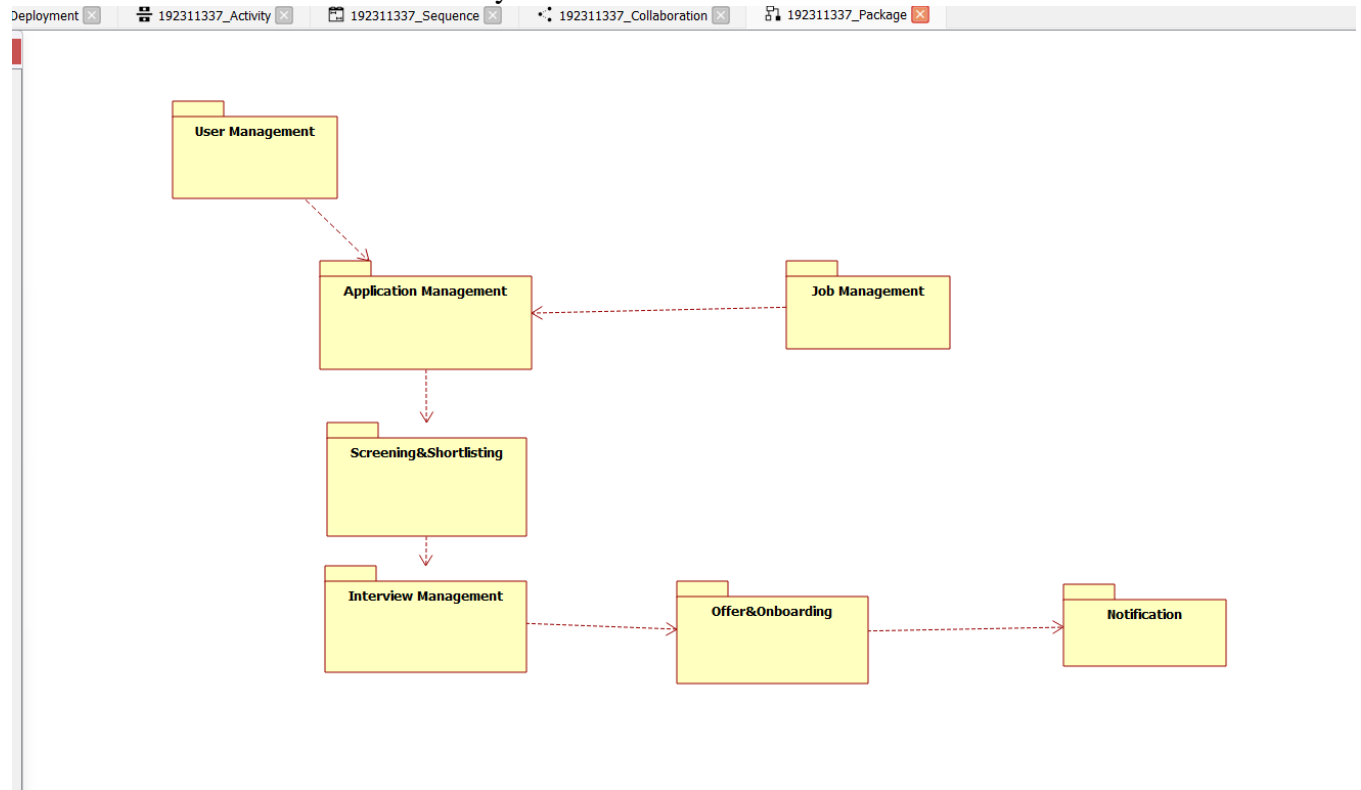 Deployment
192311337_Activity
192311337_Sequence
192311337_Collaboration
192311337_Package
User Management
Application Management
Job Management
Screening&Shortlisting
Interview Management
Offer&Onboarding
Notification